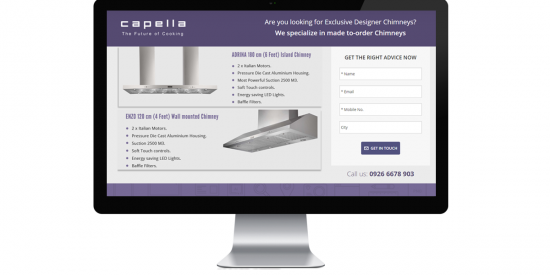 capella
The Future of Cooking
Are you looking for Exclusive Designer Chimneys?
We specialize in made to-order Chimneys
ADRINA 180 cm (6 Feet) Island Chimney
2 x Italian Motors.
Pressure Die Cast Aluminium Housing.
Most Powerful Suction 2500 M3.
Soft Touch controls.
Energy saving LED Lights.
Baffle Filters.
ENZO 120 cm (4 Feet) Wall mounted Chimney
2 x Italian Motors.
Pressure Die Cast Aluminium Housing.
Suction 2500 M3.
Soft Touch controls.
Energy saving LED Lights.
Baffle Filters.
GET THE RIGHT ADVICE NOW
* Name
* Email
* Mobile No.
City
GET IN TOUCH
Call us: 0926 6678 903